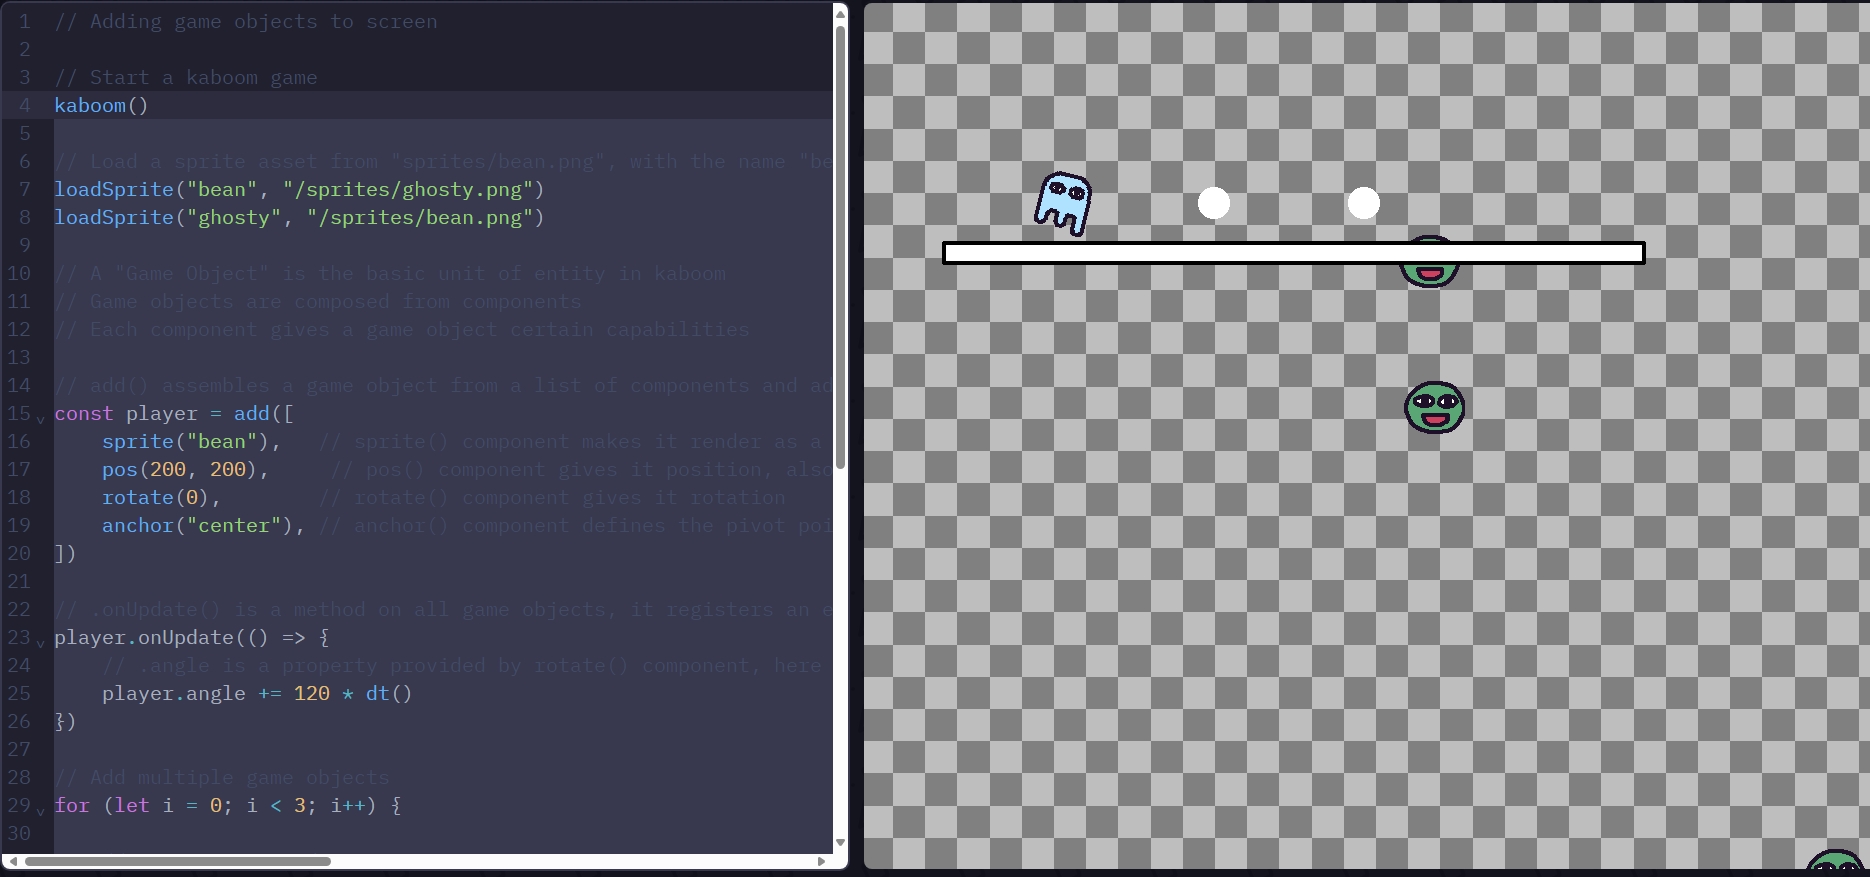 1 // Adding game objects to screen
2
3 // Start a kaboom game
4 kaboom()
5
6 // Load a sprite asset from "sprites/bean.png", with the name "be
7 loadSprite("bean", "/sprites/ghosty.png")
8 loadSprite("ghosty", "/sprites/bean.png")
9
10 // A "Game Object" is the basic unit of entity in kaboom
11 // Game objects are composed from components
12 // Each component gives a game object certain capabilities
13
14 // add() assembles a game object from a list of components and ad
15 const player = add([
16     sprite("bean"),   // sprite() component makes it render as a
17     pos(200, 200),     // pos() component gives it position, also
18     rotate(0),        // rotate() component gives it rotation
19     anchor("center"), // anchor() component defines the pivot poi
20 ])
21
22 // .onUpdate() is a method on all game objects, it registers an e
23 player.onUpdate(() => {
24     // .angle is a property provided by rotate() component, here
25     player.angle += 120 * dt()
26 })
27
28 // Add multiple game objects
29 for (let i = 0; i < 3; i++) {
30